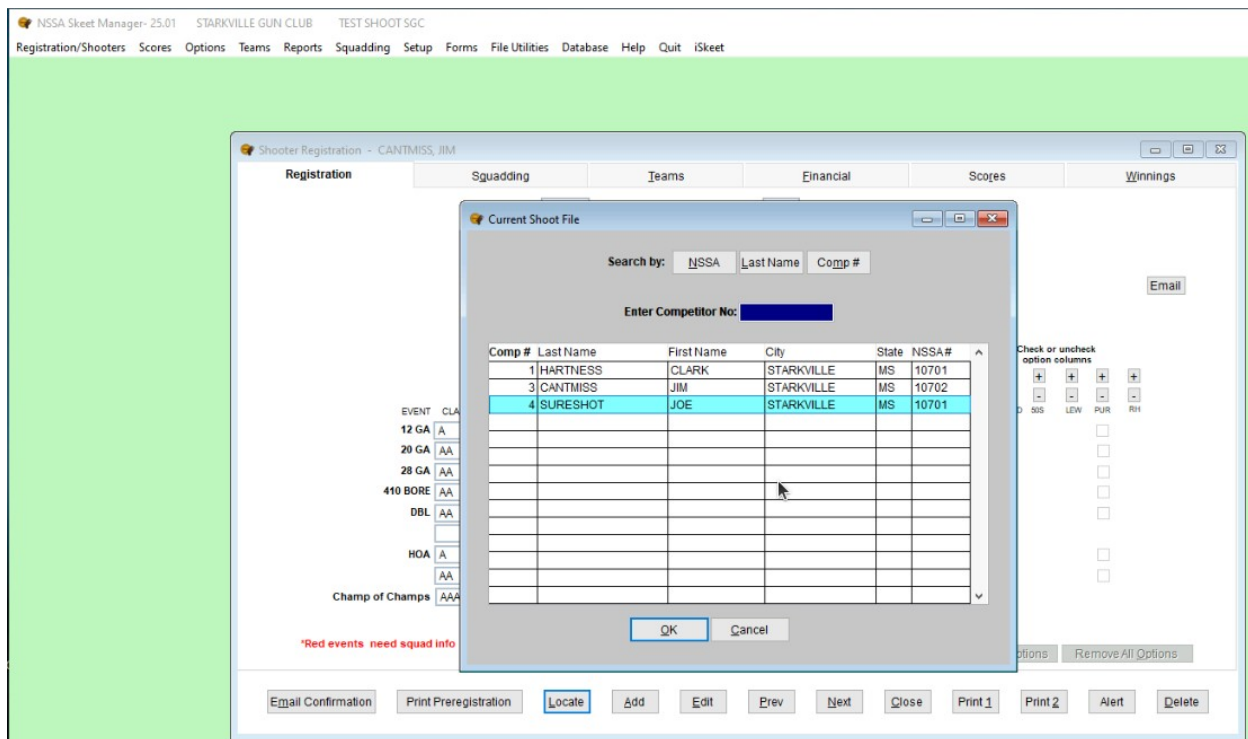 NSSA Skeet Manager- 25.01 STARKVILLE GUN CLUB TEST SHOOT SGC
Registration/Shooters Scores Options Teams Reports Squadding Setup Forms File Utilities Database Help Quit iSkeet
Shooter Registration - CANTMISS, JIM
Registration Squadding Teams Financial Scores Winnings
Current Shoot File
Search by: NSSA Last Name Comp #
Email
Enter Competitor No:
Comp # Last Name First Name City State NSSA#
1 HARTNESS CLARK STARKVILLE MS 10701
3 CANTMISS JIM STARKVILLE MS 10702
4 SURESHOT JOE STARKVILLE MS 10701
Check or uncheck
option columns
+ + + +
- - - -
D 50S LEW PUR RH
EVENT CLA
12 GA A
20 GA AA
28 GA AA
410 BORE AA
DBL AA
HOA A
AA
Champ of Champs AAA
OK Cancel
*Red events need squad info
ptions Remove All Options
Email Confirmation Print Preregistration Locate Add Edit Prev Next Close Print 1 Print 2 Alert Delete